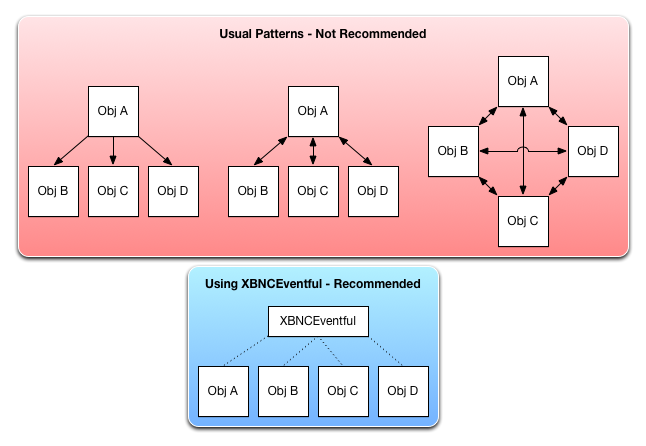 Usual Patterns - Not Recommended
Obj A
Obj B
Obj C
Obj D
Obj A
Obj B
Obj C
Obj D
Obj A
Obj B
Obj D
Obj C
Using XBNCEventful - Recommended
XBNCEventful
Obj A
Obj B
Obj C
Obj D